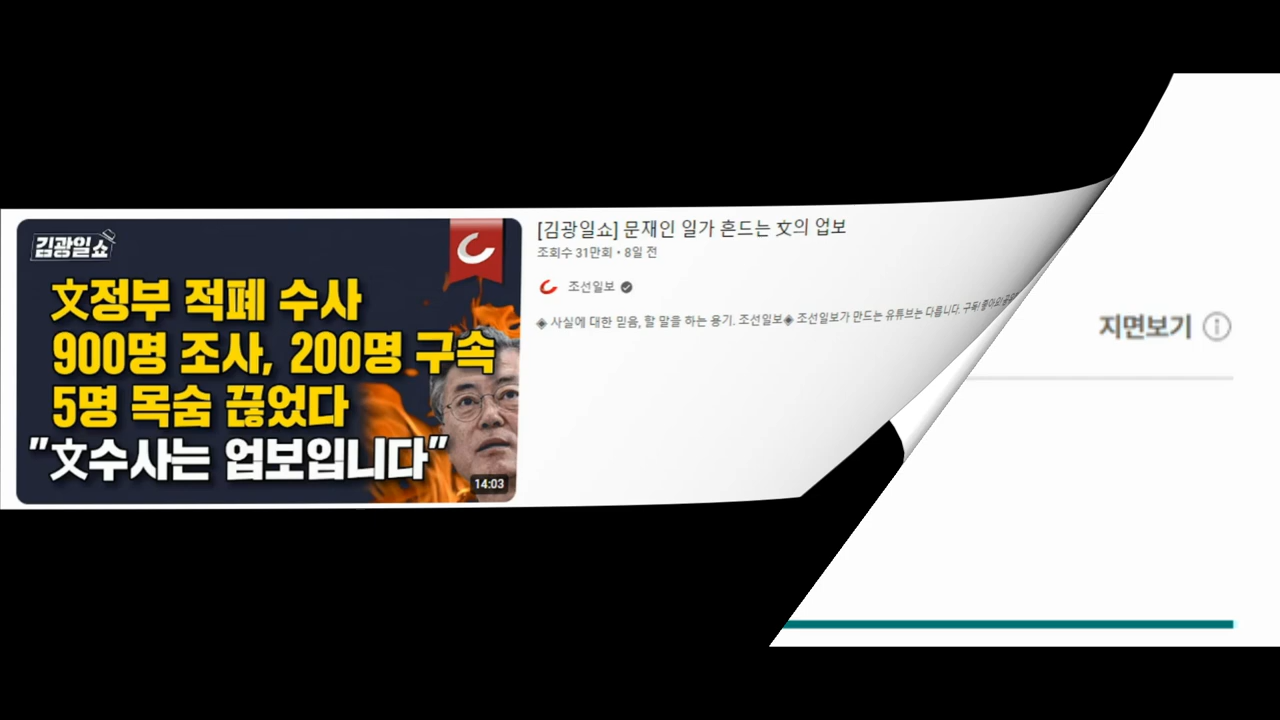 김광일쇼
文정부 적폐 수사
900명 조사, 200명 구속
5명 목숨 끊었다
"文수사는 업보입니다"
14:03
[김광일쇼] 문재인 일가 흔드는 文의 업보
조회수 31만회 • 8일 전
조선일보
◈ 사실에 대한 믿음, 할 말을 하는 용기. 조선일보◈ 조선일보가 만드는 유튜브는 다릅니다. 구독! 좋아요!
지면보기